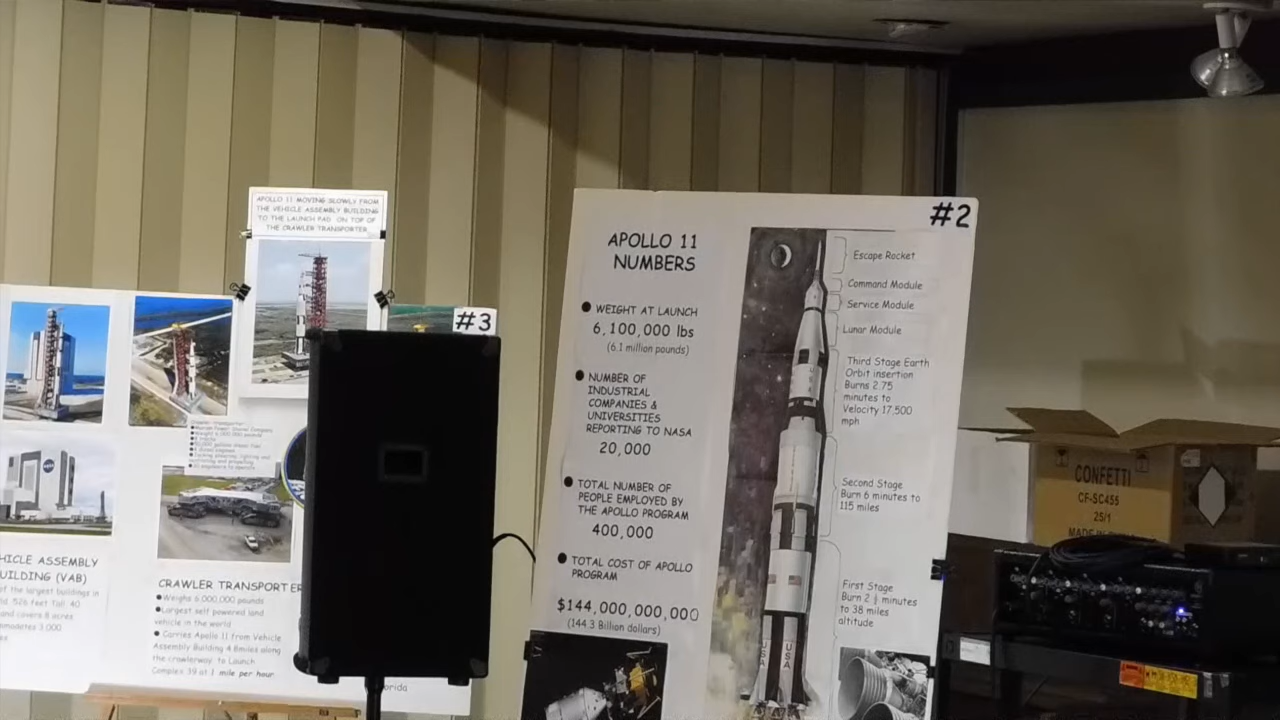 APOLLO 11 MOVING SLOWLY FROM
THE VEHICLE ASSEMBLY BUILDING
TO THE LAUNCH PAD ON TOP OF
THE CRAWLER TRANSPORTER
#3
HICLE ASSEMBLY
UILDING (VAB)
of the largest buildings in
526 feet tall 40
and covers 8 acres
3,000
CRAWLER TRANSPORTER
Weighs 6,000,000 pounds
Largest self powered land
vehicle in the world
Carries Apollo 11 from Vehicle
Assembly Building 4.8miles along
the crawlerway to Launch
Complex 39 at 1 mile per hour
orida
#2
APOLLO 11
NUMBERS
WEIGHT AT LAUNCH
6,100,000 lbs
(6.1 million pounds)
NUMBER OF
INDUSTRIAL
COMPANIES &
UNIVERSITIES
REPORTING TO NASA
20,000
TOTAL NUMBER OF
PEOPLE EMPLOYED BY
THE APOLLO PROGRAM
400,000
TOTAL COST OF APOLLO
PROGRAM
$144,000,000,000
(144.3 Billion dollars)
Escape Rocket
Command Module
Service Module
Lunar Module
Third Stage Earth
Orbit insertion
Burns 2.75
minutes to
Velocity 17,500
mph
Second Stage
Burn 6 minutes to
115 miles
First Stage
Burn 2 ½ minutes
to 38 miles
altitude
USA
USA
CONFETTI
CF-SC455
25/1
MADE IN